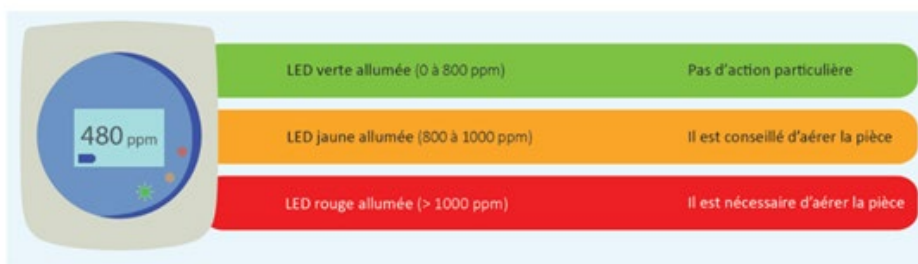 480 ppm
LED verte allumée (0 à 800 ppm) Pas d'action particulière
LED jaune allumée (800 à 1000 ppm) Il est conseillé d'aérer la pièce
LED rouge allumée (> 1000 ppm) Il est nécessaire d'aérer la pièce